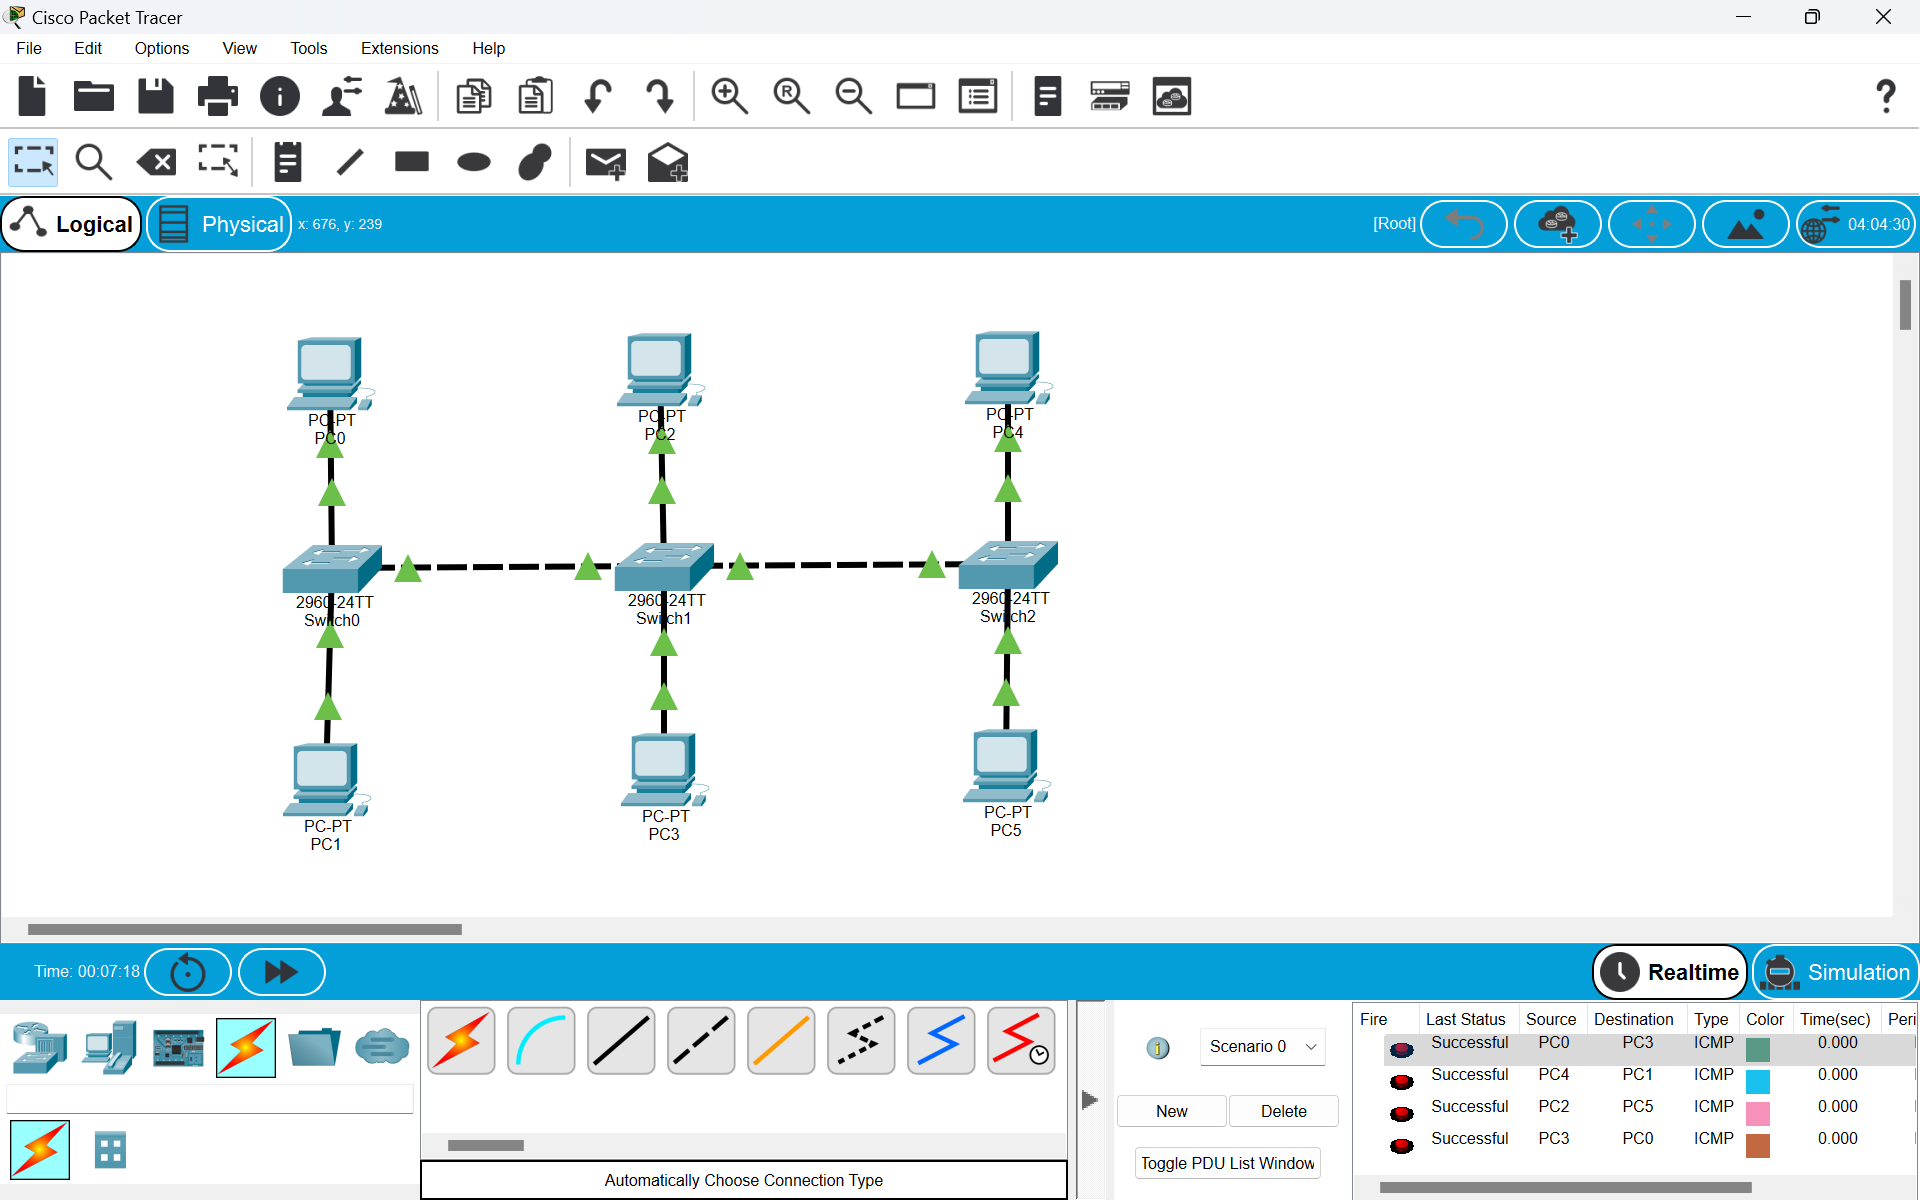 Cisco Packet Tracer
File Edit Options View Tools Extensions Help
Logical Physical x: 676, y: 239 [Root] 04:04:30
PC-PT PC-PT PC-PT
PC0 PC2 PC4
2960-24TT 2960-24TT 2960-24TT
Switch0 Switch1 Switch2
PC-PT PC-PT PC-PT
PC1 PC3 PC5
Time: 00:07:18 Realtime Simulation
Fire Last Status Source Destination Type Color Time(sec) Peri
Successful PC0 PC3 ICMP 0.000
Successful PC4 PC1 ICMP 0.000
Successful PC2 PC5 ICMP 0.000
Successful PC3 PC0 ICMP 0.000
Scenario 0
New Delete
Toggle PDU List Window
Automatically Choose Connection Type